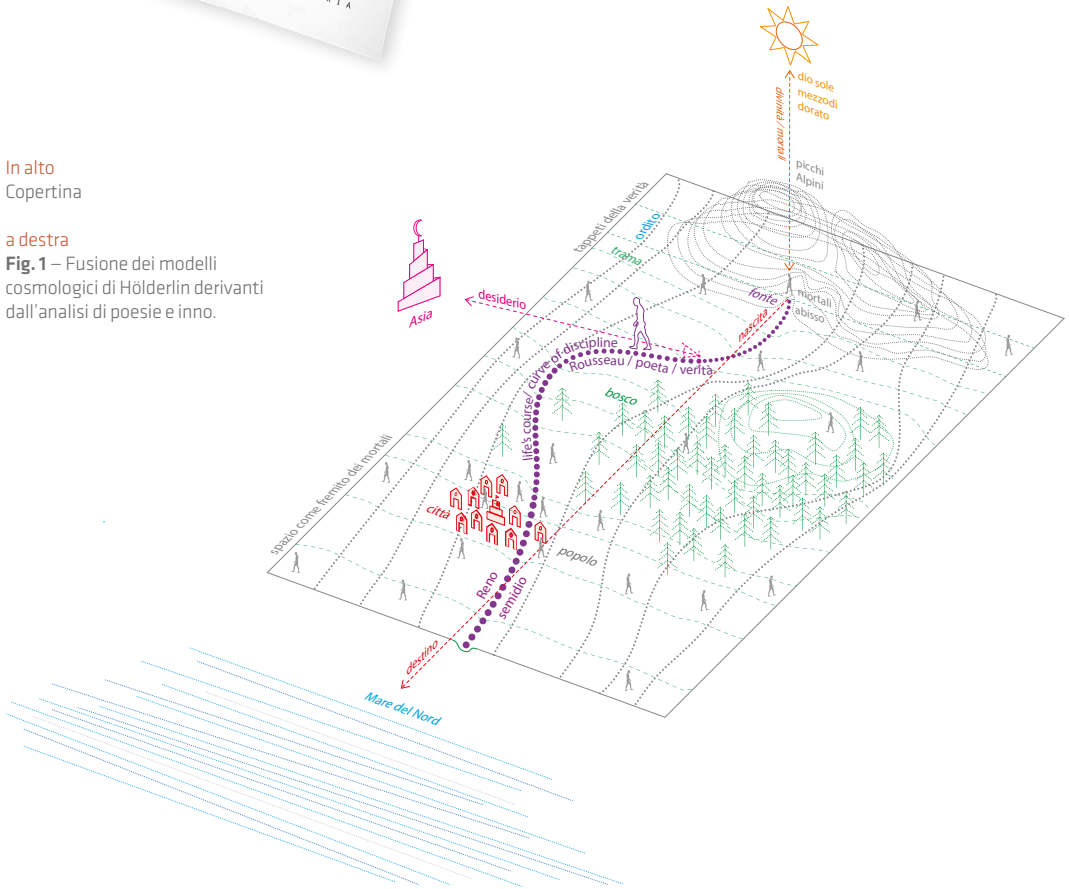 R I A
In alto
Copertina
a destra
Fig. 1 – Fusione dei modelli
cosmologici di Hölderlin derivanti
dall'analisi di poesie e inno.
dio sole
mezzodì
dorato
divinità / mortali
picchi
Alpini
tappeti della verità
ordito
trama
fonte
mortali
abisso
nascita
desiderio
Asia
life's course / curve of discipline
Rousseau / poeta / verità
bosco
spazio come fremito dei mortali
città
popolo
Reno
semidio
destino
Mare del Nord